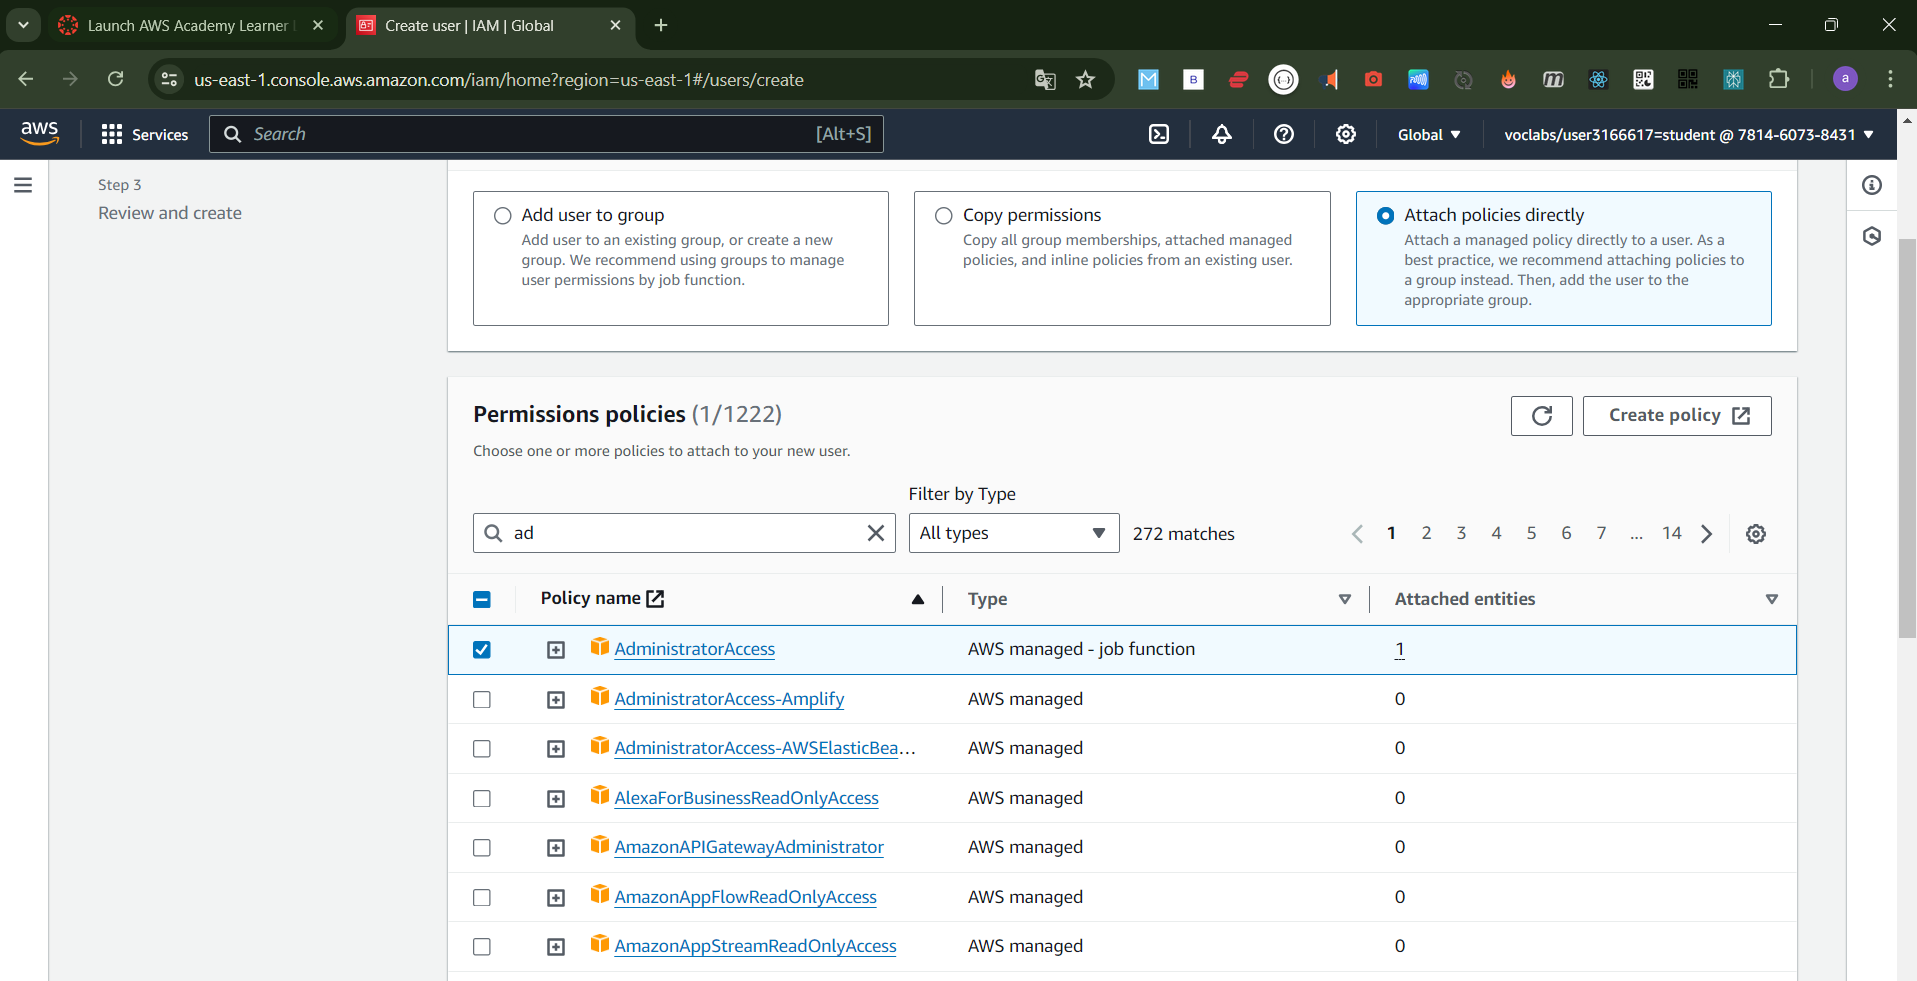 Launch AWS Academy Learner
Create user | IAM | Global
us-east-1.console.aws.amazon.com/iam/home?region=us-east-1#/users/create
M
B
m
a
aws
Services
Search
[Alt+S]
Global
voclabs/user3166617=student @ 7814-6073-8431
Step 3
Review and create
Add user to group
Add user to an existing group, or create a new
group. We recommend using groups to manage
user permissions by job function.
Copy permissions
Copy all group memberships, attached managed
policies, and inline policies from an existing user.
Attach policies directly
Attach a managed policy directly to a user. As a
best practice, we recommend attaching policies to
a group instead. Then, add the user to the
appropriate group.
Permissions policies (1/1222)
Create policy
Choose one or more policies to attach to your new user.
Filter by Type
ad
All types
272 matches
1 2 3 4 5 6 7 ... 14
Policy name
Type
Attached entities
AdministratorAccess
AWS managed - job function
1
AdministratorAccess-Amplify
AWS managed
0
AdministratorAccess-AWSElasticBea...
AWS managed
0
AlexaForBusinessReadOnlyAccess
AWS managed
0
AmazonAPIGatewayAdministrator
AWS managed
0
AmazonAppFlowReadOnlyAccess
AWS managed
0
AmazonAppStreamReadOnlyAccess
AWS managed
0